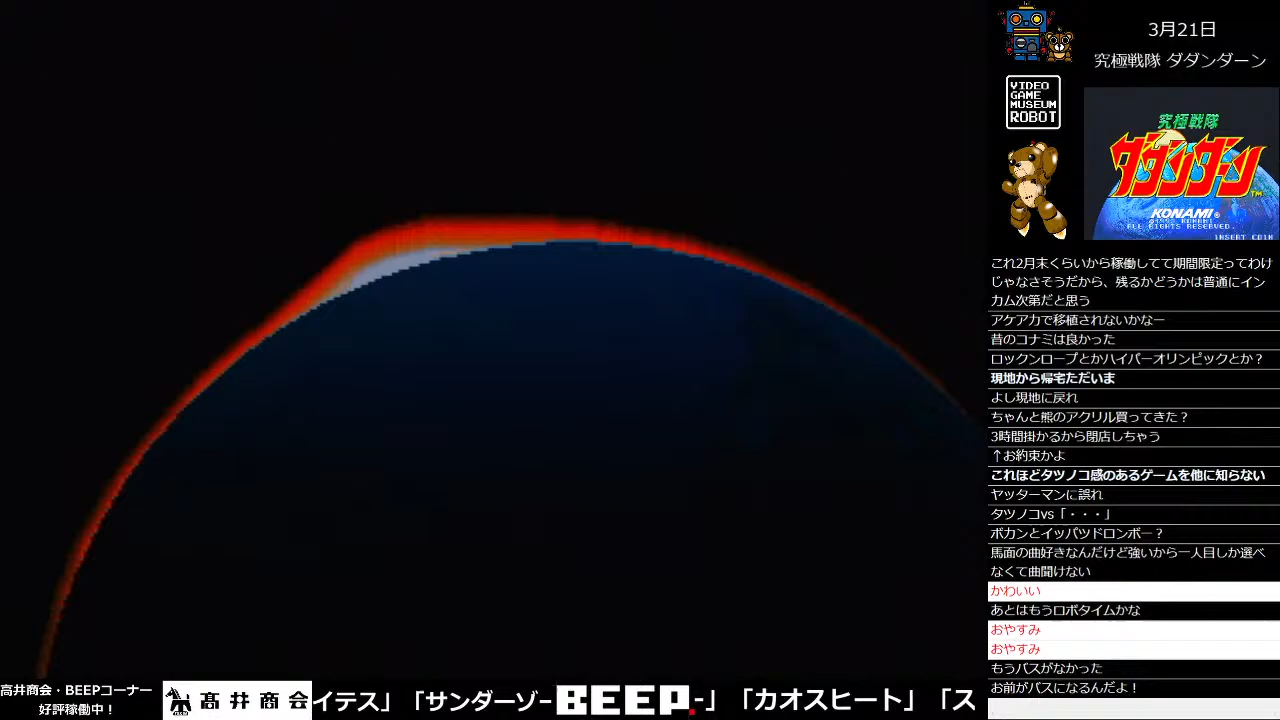 3月21日
究極戦隊 ダダンダーン
VIDEO
GAME
MUSEUM
ROBOT
究極戦隊
ダダンダーン
TM
KONAMI®
ALL RIGHTS RESERVED.
INSERT COIN
これ2月末くらいから稼働してて期間限定ってわけ
じゃなさそうだから、残るかどうかは普通にイン
カム次第だと思う
アケアカで移植されないかなー
昔のコナミは良かった
ロックンロープとかハイパーオリンピックとか？
現地から帰宅ただいま
よし現地に戻れ
ちゃんと熊のアクリル買ってきた？
3時間掛かるから閉店しちゃう
↑お約束かよ
これほどタツノコ感のあるゲームを他に知らない
ヤッターマンに誤れ
タツノコvs「・・・」
ボカンとイッパツドロンボー？
馬面の曲好きなんだけど強いから一人目しか選べ
なくて曲聞けない
かわいい
あとはもうロボタイムかな
おやすみ
おやすみ
もうバスがなかった
お前がバスになるんだよ！
高井商会・BEEPコーナー
好評稼働中！
髙井商会
イテス」「サンダーゾ-
BEEP.
-」「カオスヒート」「ス